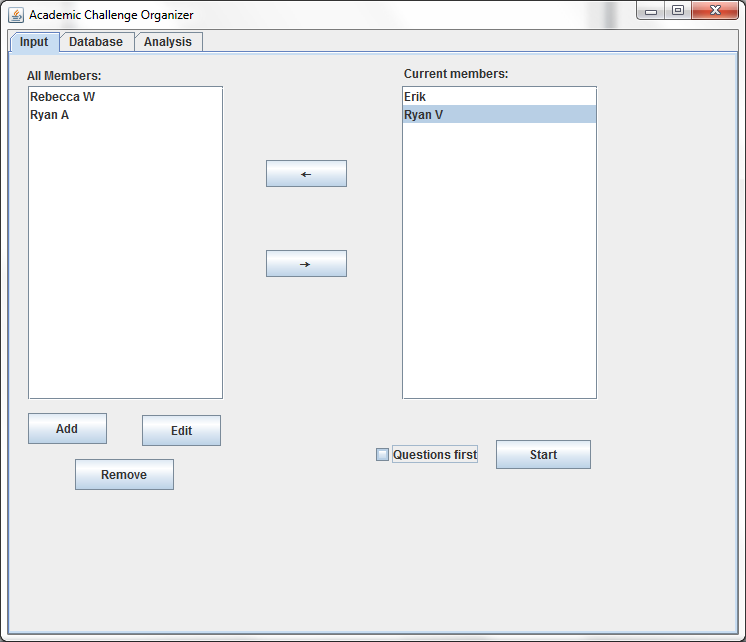 Academic Challenge Organizer
Input Database Analysis
All Members:
Rebecca W
Ryan A
←
→
Current members:
Erik
Ryan V
Add
Edit
Remove
Questions first
Start